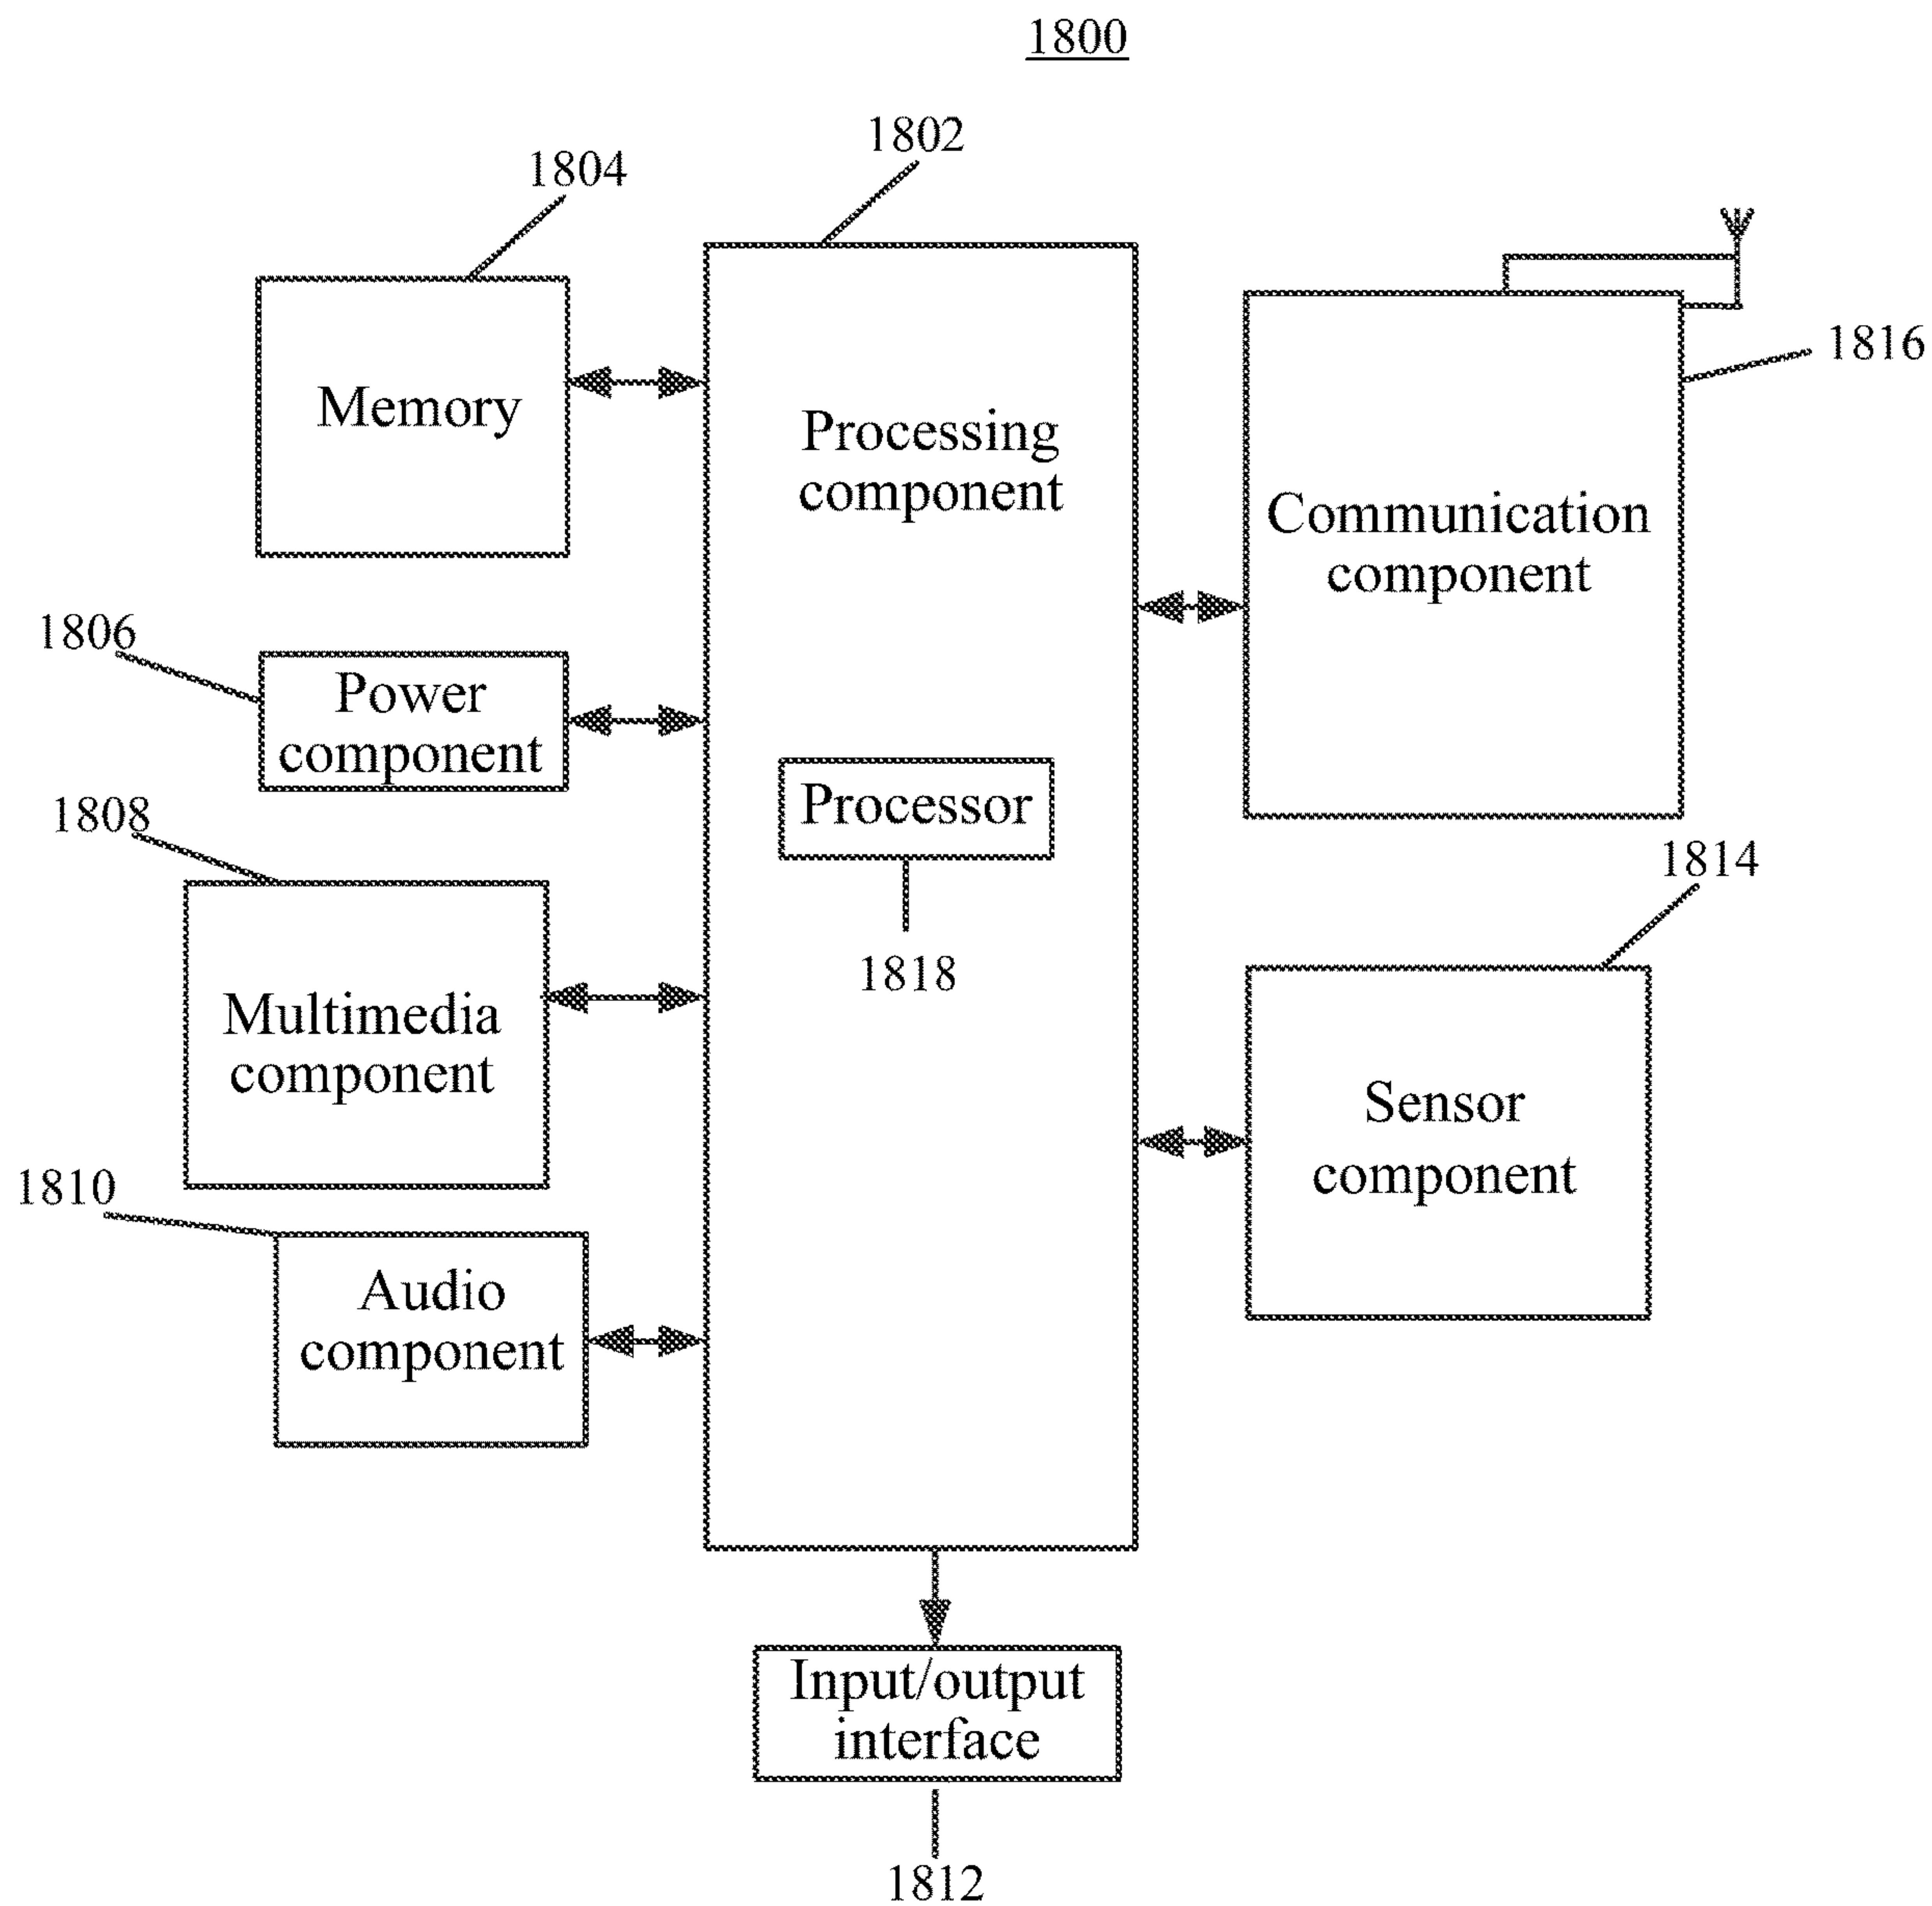 1800
1802
1804
Memory
Processing
component
1816
Communication
component
1806
Power
component
Processor
1818
1808
Multimedia
component
1814
Sensor
component
1810
Audio
component
Input/output
interface
1812